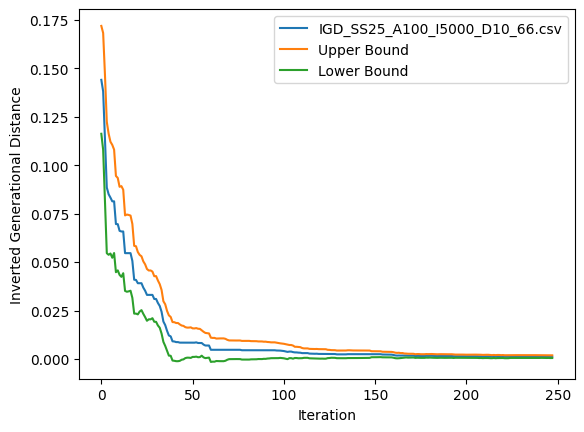 IGD_SS25_A100_I5000_D10_66.csv
Upper Bound
Lower Bound
Inverted Generational Distance
0.175
0.150
0.125
0.100
0.075
0.050
0.025
0.000
0 50 100 150 200 250
Iteration